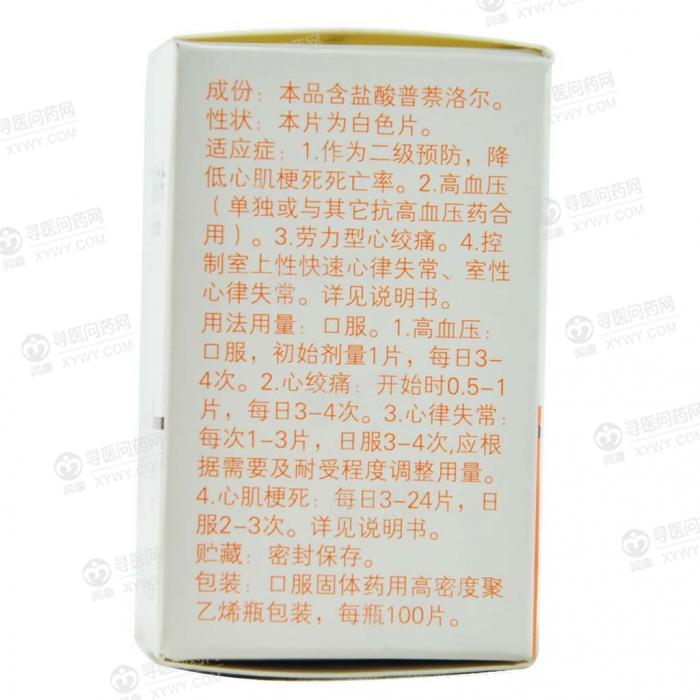 成份：本品含盐酸普萘洛尔。
性状：本片为白色片。
适应症：1.作为二级预防，降
低心肌梗死死亡率。2.高血压
（单独或与其它抗高血压药合
用）。3.劳力型心绞痛。4.控
制室上性快速心律失常、室性
心律失常。详见说明书。
用法用量：口服。1.高血压：
口服，初始剂量1片，每日3-
4次。2.心绞痛：开始时0.5-1
片，每日3-4次。3.心律失常：
每次1-3片，日服3-4次,应根
据需要及耐受程度调整用量。
4.心肌梗死：每日3-24片，日
服2-3次。详见说明书。
贮藏：密封保存。
包装：口服固体药用高密度聚
乙烯瓶包装，每瓶100片。
寻医问药网
XYWY.COM
闻康